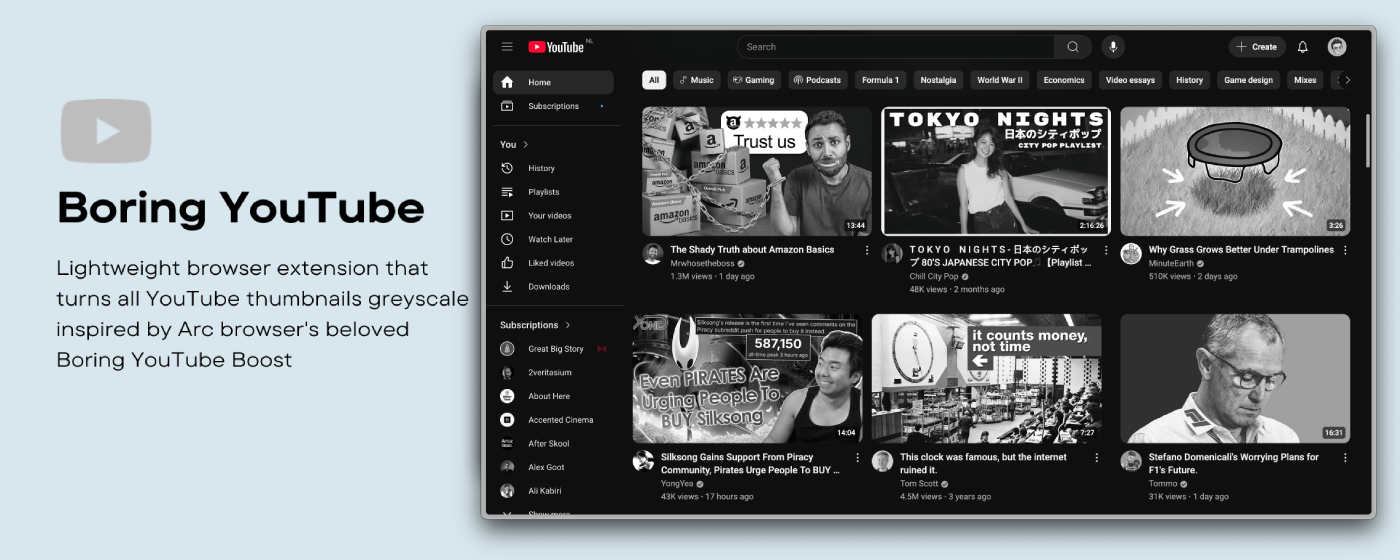 Boring YouTube
Lightweight browser extension that
turns all YouTube thumbnails greyscale
inspired by Arc browser's beloved
Boring YouTube Boost
YouTube NL
Search
Create
Home
Subscriptions
You
History
Playlists
Your videos
Watch Later
Liked videos
Downloads
Subscriptions
Great Big Story
2veritasium
About Here
Accented Cinema
After Skool
Alex Goot
Ali Kabiri
Show more
All
Music
Gaming
Podcasts
Formula 1
Nostalgia
World War II
Economics
Video essays
History
Game design
Mixes
a
Trust us
amazon basics
13:44
The Shady Truth about Amazon Basics
Mrwhosetheboss
1.3M views · 1 day ago
TOKYO NIGHTS
日本のシティポップ
CITY POP PLAYLIST
2:16:26
T O K Y O N I G H T S - 日本のシティポッ
プ 80'S JAPANESE CITY POP🎵【Playlist ...
Chill City Pop
48K views · 2 months ago
3:26
Why Grass Grows Better Under Trampolines
MinuteEarth
510K views · 2 days ago
Silksong's release is the first time I've seen comments on the
Piracy subreddit push for people to buy it instead.
587,150
all-time peak 3 hours ago
Even PIRATES Are
Urging People To
BUY Silksong
14:04
Silksong Gains Support From Piracy
Community, Pirates Urge People To BUY ...
YongYea
43K views · 17 hours ago
it counts money,
not time
7:27
This clock was famous, but the internet
ruined it.
Tom Scott
4.5M views · 3 years ago
16:31
Stefano Domenicali's Worrying Plans for
F1's Future.
Tommo
31K views · 1 day ago